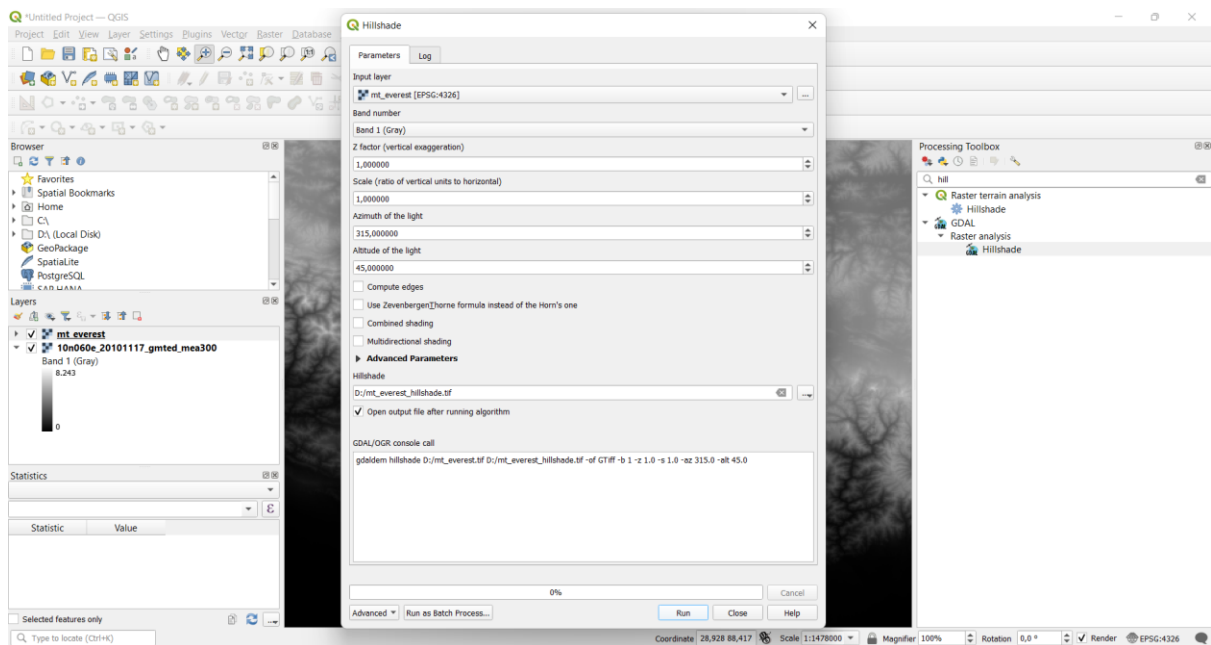 *Untitled Project — QGIS
Project Edit View Layer Settings Plugins Vector Raster Database
Browser
Favorites
Spatial Bookmarks
Home
C:\
D:\ (Local Disk)
GeoPackage
SpatiaLite
PostgreSQL
SAP HANA
Layers
mt_everest
10n060e_20101117_gmted_mea300
Band 1 (Gray)
8.243
0
Statistics
ε
Statistic Value
Selected features only
Type to locate (Ctrl+K)
Hillshade
Parameters Log
Input layer
mt_everest [EPSG:4326]
...
Band number
Band 1 (Gray)
Z factor (vertical exaggeration)
1,000000
Scale (ratio of vertical units to horizontal)
1,000000
Azimuth of the light
315,000000
Altitude of the light
45,000000
Compute edges
Use ZevenbergenThorne formula instead of the Horn's one
Combined shading
Multidirectional shading
Advanced Parameters
Hillshade
D:/mt_everest_hillshade.tif
Open output file after running algorithm
GDAL/OGR console call
gdaldem hillshade D:/mt_everest.tif D:/mt_everest_hillshade.tif -of GTiff -b 1 -z 1.0 -s 1.0 -az 315.0 -alt 45.0
0% Cancel
Advanced Run as Batch Process... Run Close Help
Processing Toolbox
hill
Raster terrain analysis
Hillshade
GDAL
Raster analysis
Hillshade
Coordinate 28,928 88,417 Scale 1:1478000 Magnifier 100% Rotation 0,0 ° Render EPSG:4326